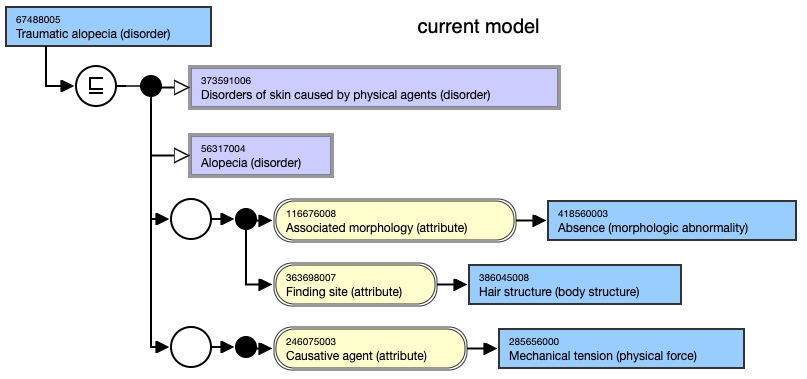 67488005
Traumatic alopecia (disorder)
current model
⊑
373591006
Disorders of skin caused by physical agents (disorder)
56317004
Alopecia (disorder)
116676008
Associated morphology (attribute)
418560003
Absence (morphologic abnormality)
363698007
Finding site (attribute)
386045008
Hair structure (body structure)
246075003
Causative agent (attribute)
285656000
Mechanical tension (physical force)